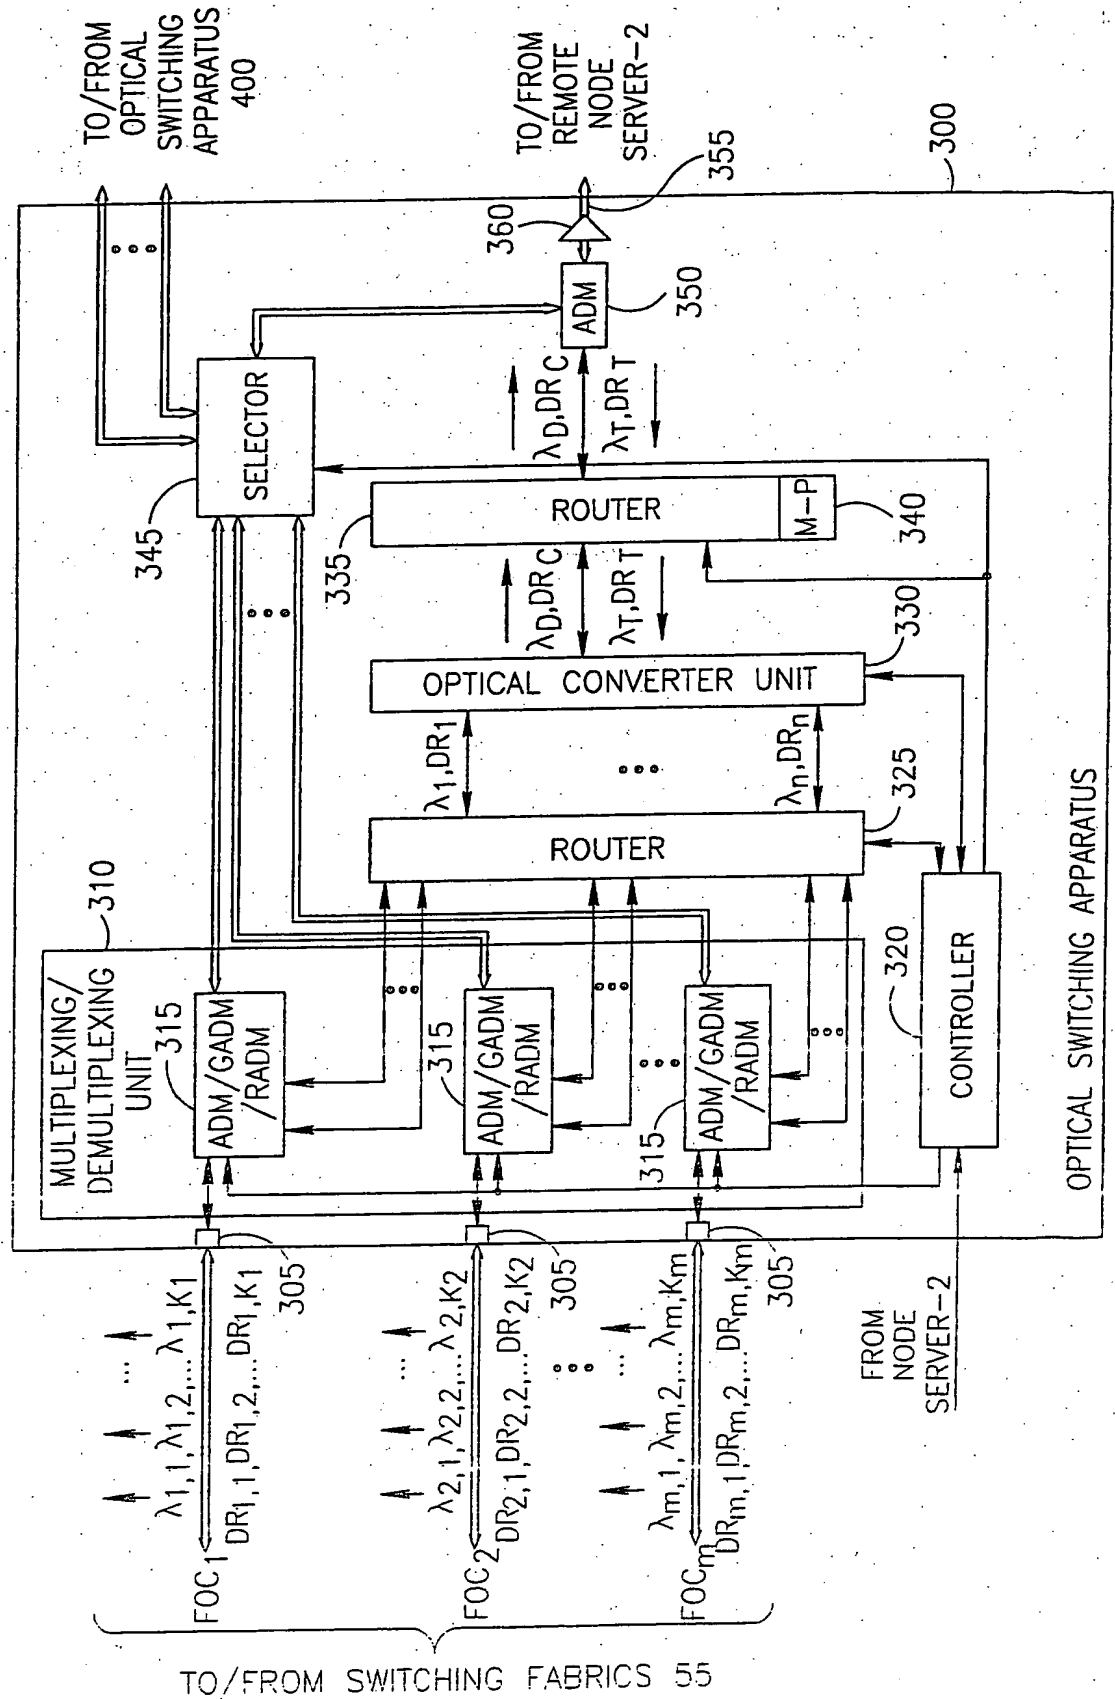 TO/FROM SWITCHING FABRICS 55
FOC1
λ1,1,λ1,2,...λ1,K1
DR1,1,DR1,2,...DR1,K1
...
305
FOC2
λ2,1,λ2,2,...λ2,K2
DR2,1,DR2,2,...DR2,K2
...
305
FOCm
λm,1,λm,2,...λm,Km
DRm,1,DRm,2,...DRm,Km
...
305
FROM
NODE
SERVER-2
MULTIPLEXING/
DEMULTIPLEXING
UNIT
310
315
ADM/GADM
/RADM
315
ADM/GADM
/RADM
315
ADM/GADM
/RADM
320
CONTROLLER
ROUTER
325
λ1,DR1
λn,DRn
OPTICAL CONVERTER UNIT
330
λD,DRC
λT,DRT
335
ROUTER
M-P
340
λD,DRC
λT,DRT
345
SELECTOR
ADM
350
360
355
TO/FROM
OPTICAL
SWITCHING
APPARATUS
400
TO/FROM
REMOTE
NODE
SERVER-2
300
OPTICAL SWITCHING APPARATUS